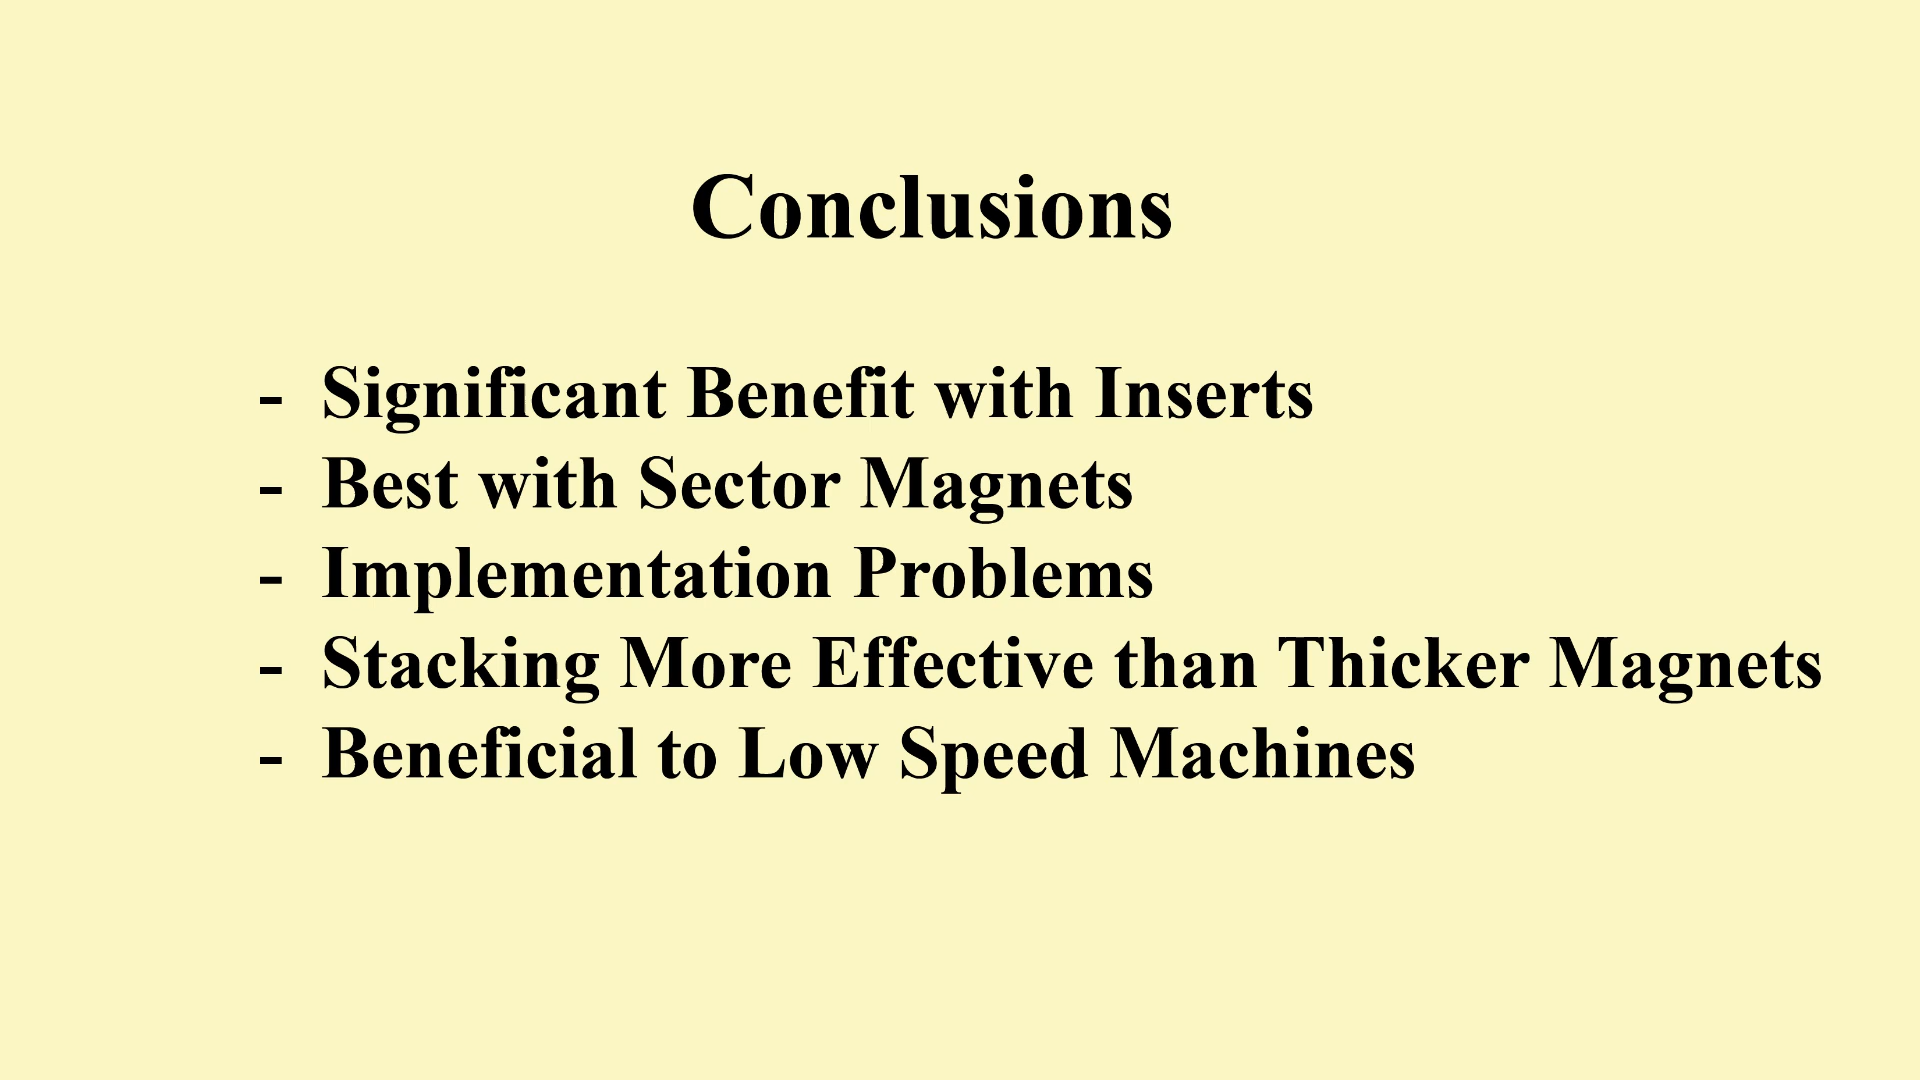 Conclusions
- Significant Benefit with Inserts
- Best with Sector Magnets
- Implementation Problems
- Stacking More Effective than Thicker Magnets
- Beneficial to Low Speed Machines